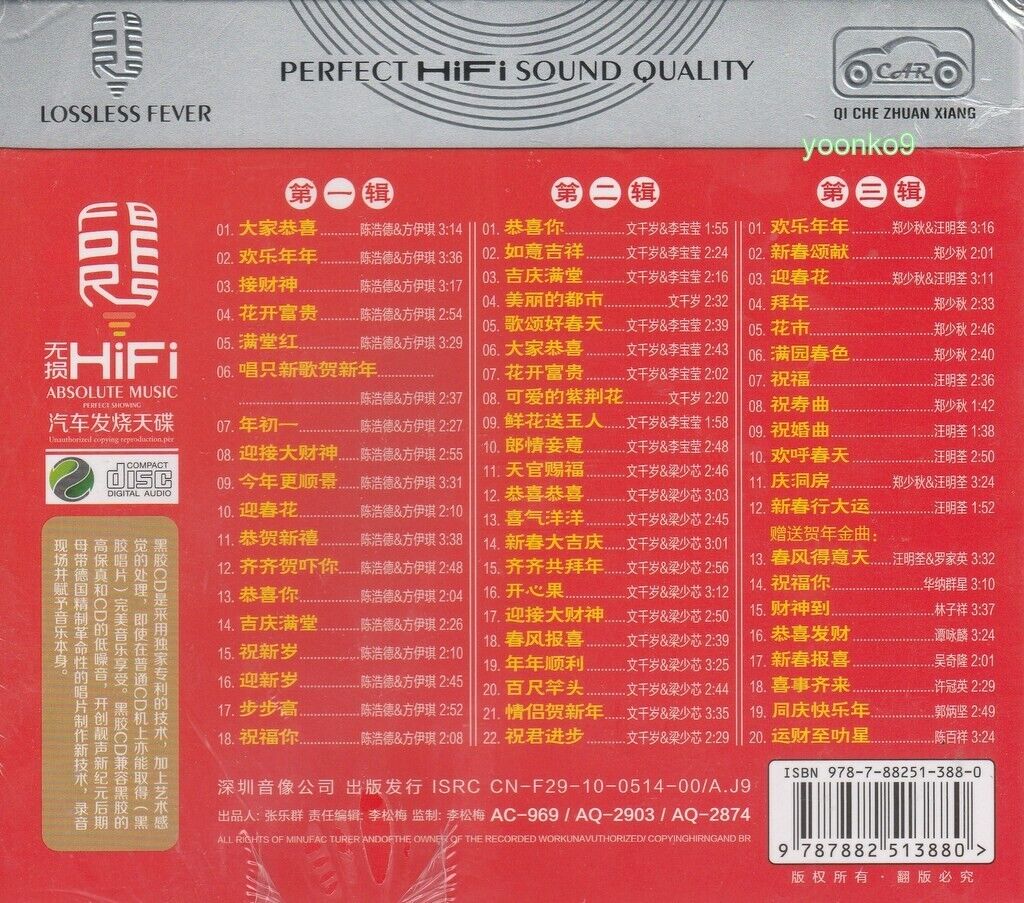 FOR
BEERS
LOSSLESS FEVER
PERFECT HiFi SOUND QUALITY
CAR
QI CHE ZHUAN XIANG
yoonko9
无损HiFi
ABSOLUTE MUSIC
PERFECT SHOWING
汽车发烧天碟
Unauthorized copying reproduction.per
COMPACT
disc
DIGITAL AUDIO
黑胶CD是采用独家专利的技术，加上艺术感
觉的处理，即使在普通CD机上亦能取得（黑
胶唱片）完美音乐享受。黑胶CD兼容黑胶的
高保真和CD的低噪音，开创靓声新纪元后期
母带德国精制革命性的唱片制作新技术，录音
现场并赋予音乐本身。
第一辑
01. 大家恭喜......陈浩德&方伊琪 3:14
02. 欢乐年年......陈浩德&方伊琪 3:36
03. 接财神......陈浩德&方伊琪 3:17
04. 花开富贵......陈浩德&方伊琪 2:54
05. 满堂红......陈浩德&方伊琪 3:29
06. 唱只新歌贺新年......
......陈浩德&方伊琪 2:37
07. 年初一......陈浩德&方伊琪 2:27
08. 迎接大财神......陈浩德&方伊琪 2:55
09. 今年更顺景......陈浩德&方伊琪 3:31
10. 迎春花......陈浩德&方伊琪 2:10
11. 恭贺新禧......陈浩德&方伊琪 3:38
12. 齐齐贺吓你......陈浩德&方伊琪 2:48
13. 恭喜你......陈浩德&方伊琪 2:04
14. 吉庆满堂......陈浩德&方伊琪 2:26
15. 祝新岁......陈浩德&方伊琪 2:10
16. 迎新岁......陈浩德&方伊琪 2:45
17. 步步高......陈浩德&方伊琪 2:52
18. 祝福你......陈浩德&方伊琪 2:08
第二辑
01. 恭喜你......文千岁&李宝莹 1:55
02. 如意吉祥......文千岁&李宝莹 2:24
03. 吉庆满堂......文千岁&李宝莹 2:16
04. 美丽的都市......文千岁 2:32
05. 歌颂好春天......文千岁&李宝莹 2:39
06. 大家恭喜......文千岁&李宝莹 2:43
07. 花开富贵......文千岁&李宝莹 2:02
08. 可爱的紫荆花......文千岁 2:20
09. 鲜花送玉人......文千岁&李宝莹 1:58
10. 郎情妾意......文千岁&李宝莹 2:48
11. 天官赐福......文千岁&梁少芯 2:46
12. 恭喜恭喜......文千岁&梁少芯 3:03
13. 喜气洋洋......文千岁&梁少芯 2:45
14. 新春大吉庆......文千岁&梁少芯 3:01
15. 齐齐共拜年......文千岁&梁少芯 2:56
16. 开心果......文千岁&梁少芯 3:12
17. 迎接大财神......文千岁&梁少芯 2:50
18. 春风报喜......文千岁&梁少芯 2:39
19. 年年顺利......文千岁&梁少芯 3:25
20. 百尺竿头......文千岁&梁少芯 2:44
21. 情侣贺新年......文千岁&梁少芯 3:35
22. 祝君进步......文千岁&梁少芯 2:29
第三辑
01. 欢乐年年......郑少秋&汪明荃 3:16
02. 新春颂献......郑少秋 2:01
03. 迎春花......郑少秋&汪明荃 3:11
04. 拜年......郑少秋 2:33
05. 花市......郑少秋 2:46
06. 满园春色......郑少秋 2:40
07. 祝福......汪明荃 2:36
08. 祝寿曲......郑少秋 1:42
09. 祝婚曲......汪明荃 1:38
10. 欢呼春天......汪明荃 2:50
11. 庆洞房......郑少秋&汪明荃 3:24
12. 新春行大运......汪明荃 1:52
赠送贺年金曲：
13. 春风得意天......汪明荃&罗家英 3:32
14. 祝福你......华纳群星 3:10
15. 财神到......林子祥 3:37
16. 恭喜发财......谭咏麟 3:24
17. 新春报喜......吴奇隆 2:01
18. 喜事齐来......许冠英 2:29
19. 同庆快乐年......郭炳坚 2:49
20. 运财至叻星......陈百祥 3:24
深圳音像公司 出版发行 ISRC CN-F29-10-0514-00/A.J9
出品人: 张乐群 责任编辑: 李松梅 监制: 李松梅 AC-969 / AQ-2903 / AQ-2874
ALL RIGHTS OF MINUFAC TURER ANDOFTHE OWNER OF THE RECORDED WORKUNAUTHORIZED/ COPYINGHIRNGAND BR
ISBN 978-7-88251-388-0
9 787882 513880 >
版权所有 · 翻版必究